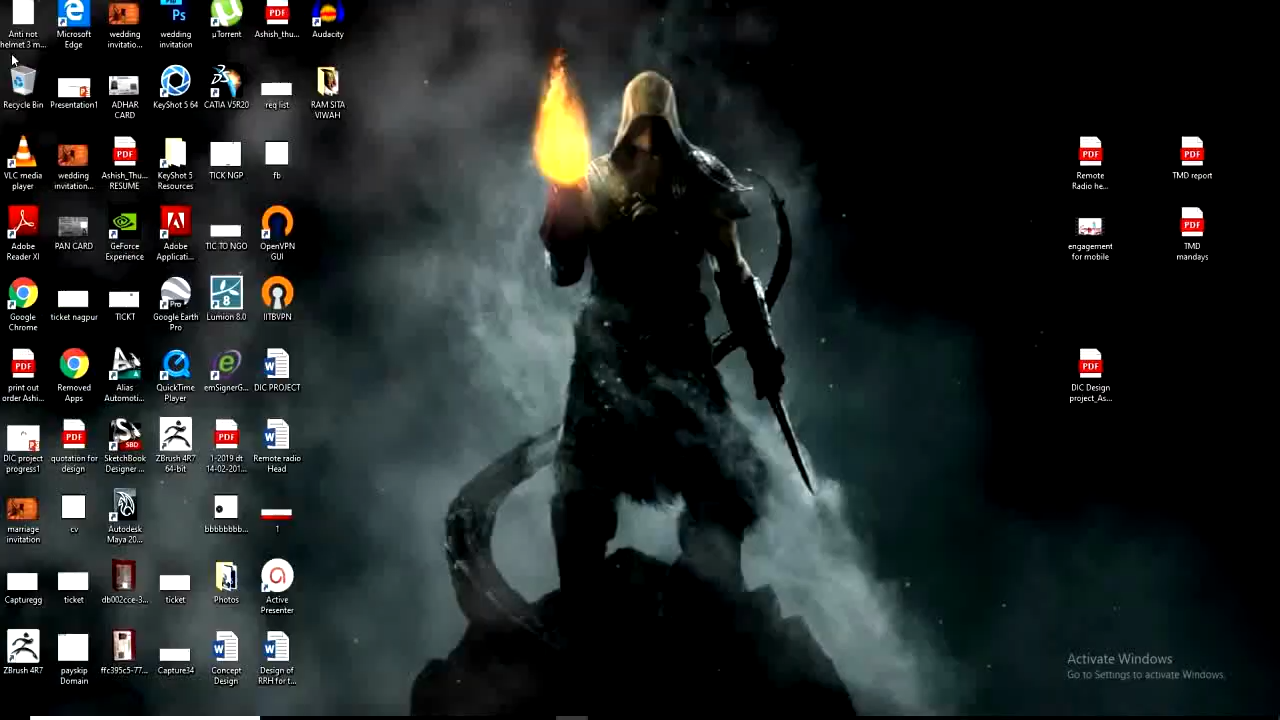 Anti not
helmet 3 m...
Microsoft
Edge
wedding
invitatio...
Ps
wedding
invitation
µTorrent
PDF
Ashish_thu...
Audacity
Recycle Bin
Presentation1
ADHAR
CARD
KeyShot 5 64
CATIA V5R20
req list
RAM SITA
VIWAH
VLC media
player
wedding
invitation...
PDF
Ashish_Thu...
RESUME
KeyShot 5
Resources
TICK NGP
fb
Adobe
Reader XI
PAN CARD
GeForce
Experience
Adobe
Applicati...
TIC TO NGO
OpenVPN
GUI
Google
Chrome
ticket nagpur
TICKT
Pro
Google Earth
Pro
8
Lumion 8.0
IITBVPN
PDF
print out
order Ashi...
Removed
Apps
Alias
Automoti...
QuickTime
Player
emSignerG...
DIC PROJECT
DIC project
progress1
PDF
quotation for
design
SBD
SketchBook
Designer ...
ZBrush 4R7
64-bit
PDF
1-2019 dt
14-02-201...
Remote radio
Head
marriage
invitation
cv
Autodesk
Maya 20...
bbbbbbbb...
1
Capturegg
ticket
db002cce-3...
ticket
Photos
Active
Presenter
ZBrush 4R7
payskip
Domain
ffc395c5-77...
Capture34
Concept
Design
Design of
RRH for t...
PDF
Remote
Radio he...
PDF
TMD report
engagement
for mobile
PDF
TMD
mandays
PDF
DIC Design
project_As...
Activate Windows
Go to Settings to activate Windows.